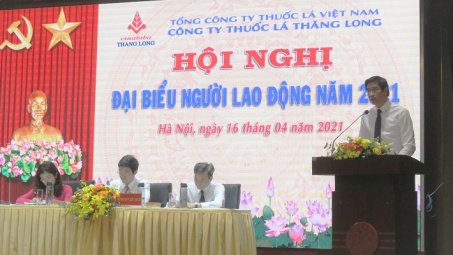 TỔNG CÔNG TY THUỐC LÁ VIỆT NAM
CÔNG TY THUỐC LÁ THĂNG LONG
vinataba
THANG LONG
HỘI NGHỊ
ĐẠI BIỂU NGƯỜI LAO ĐỘNG NĂM 2021
Hà Nội, ngày 16 tháng 04 năm 2021